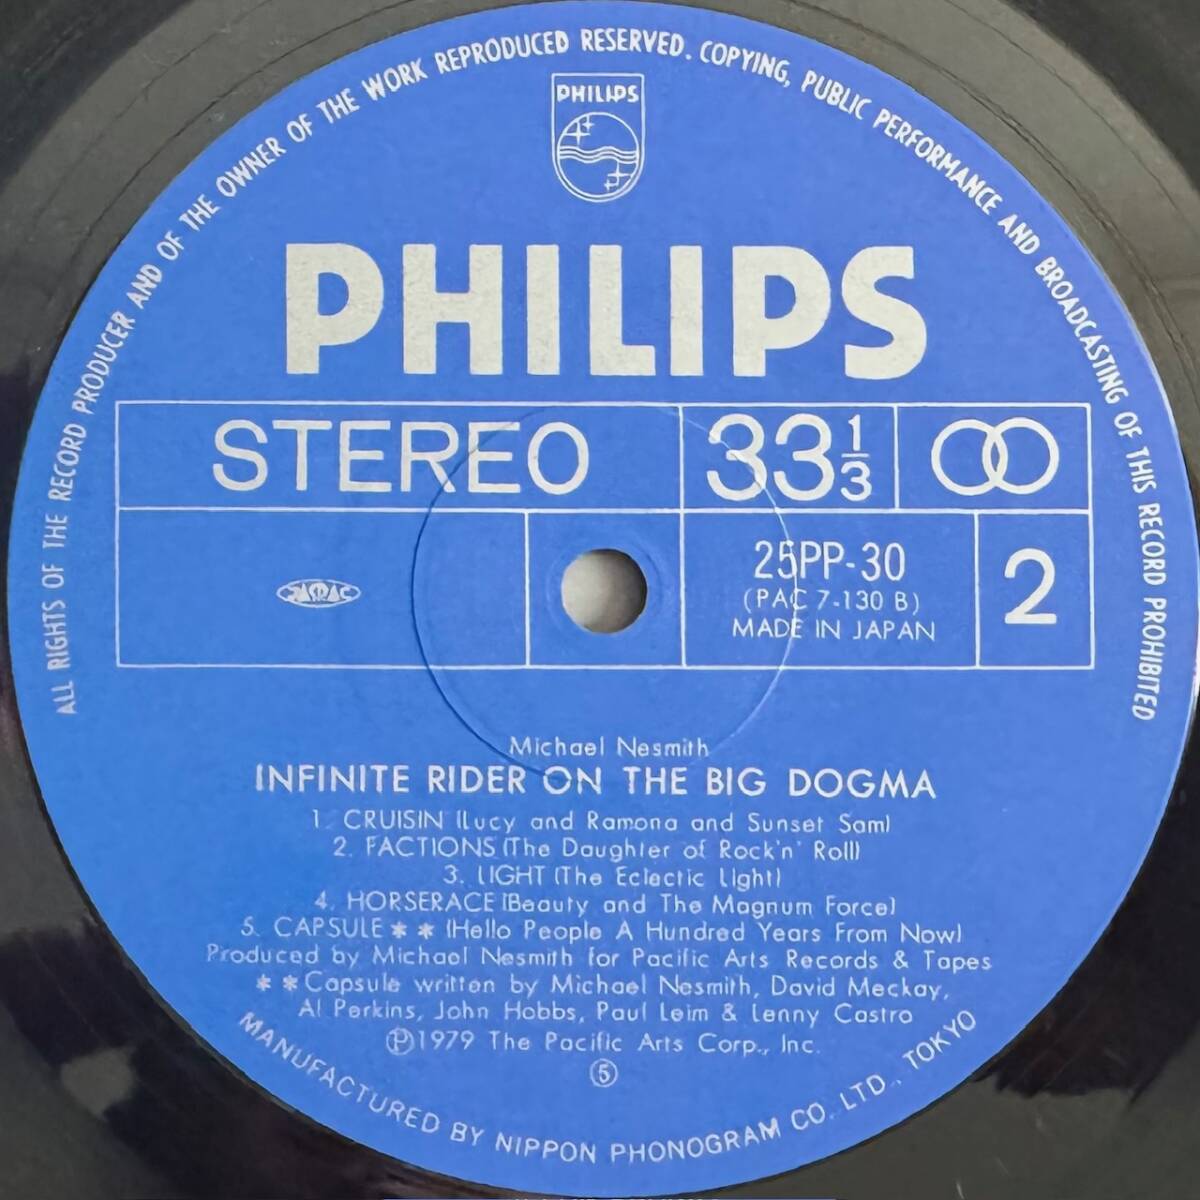 ALL RIGHTS OF THE RECORD PRODUCER AND OF THE OWNER OF THE WORK REPRODUCED RESERVED. COPYING, PUBLIC PERFORMANCE AND BROADCASTING OF THIS RECORD PROHIBITED
PHILIPS
PHILIPS
STEREO 33 1/3
JASRAC 25PP-30 2
(PAC 7-130 B)
MADE IN JAPAN
Michael Nesmith
INFINITE RIDER ON THE BIG DOGMA
1. CRUISIN (Lucy and Ramona and Sunset Sam)
2. FACTIONS (The Daughter of Rock'n' Roll)
3. LIGHT (The Eclectic Light)
4. HORSERACE (Beauty and The Magnum Force)
5. CAPSULE ** (Hello People A Hundred Years From Now)
Produced by Michael Nesmith for Pacific Arts Records & Tapes
** Capsule written by Michael Nesmith, David Meckay,
Al Perkins, John Hobbs, Paul Leim & Lenny Castro
Ⓟ1979 The Pacific Arts Corp., Inc.
⑤
MANUFACTURED BY NIPPON PHONOGRAM CO. LTD., TOKYO